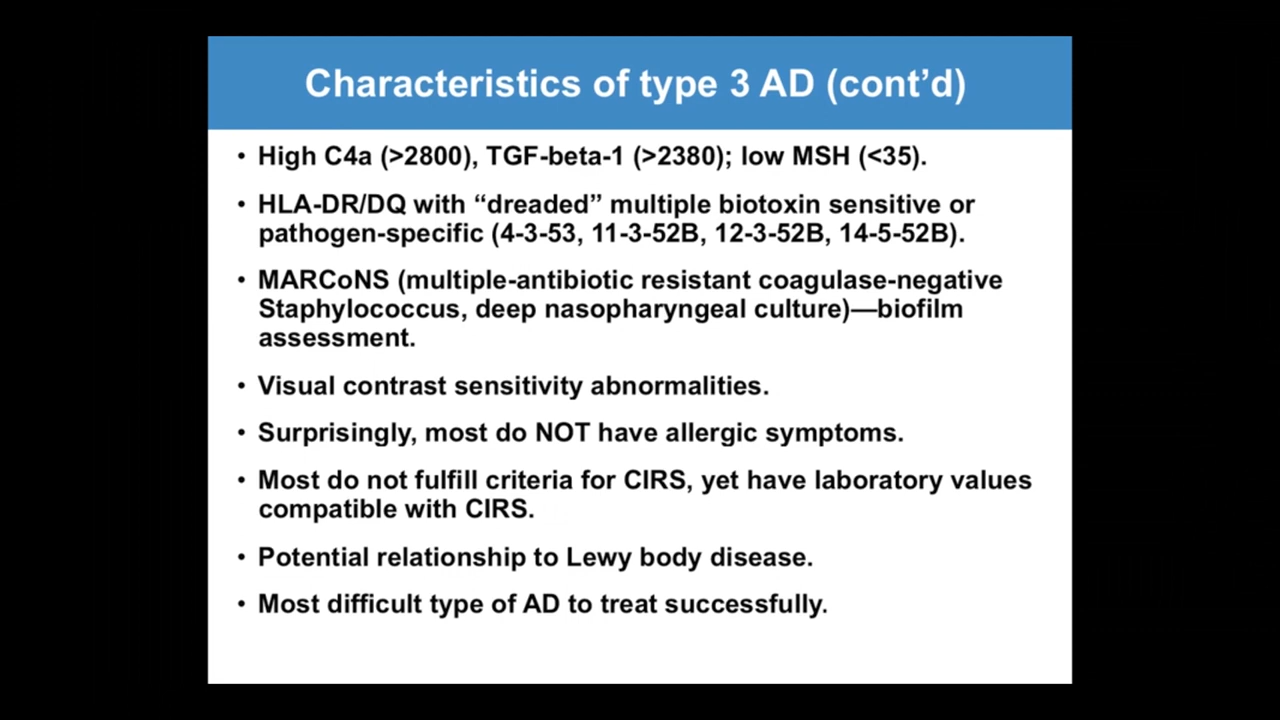 Characteristics of type 3 AD (cont’d)
• High C4a (>2800), TGF-beta-1 (>2380); low MSH (<35).
• HLA-DR/DQ with “dreaded” multiple biotoxin sensitive or
pathogen-specific (4-3-53, 11-3-52B, 12-3-52B, 14-5-52B).
• MARCoNS (multiple-antibiotic resistant coagulase-negative
Staphylococcus, deep nasopharyngeal culture)—biofilm
assessment.
• Visual contrast sensitivity abnormalities.
• Surprisingly, most do NOT have allergic symptoms.
• Most do not fulfill criteria for CIRS, yet have laboratory values
compatible with CIRS.
• Potential relationship to Lewy body disease.
• Most difficult type of AD to treat successfully.